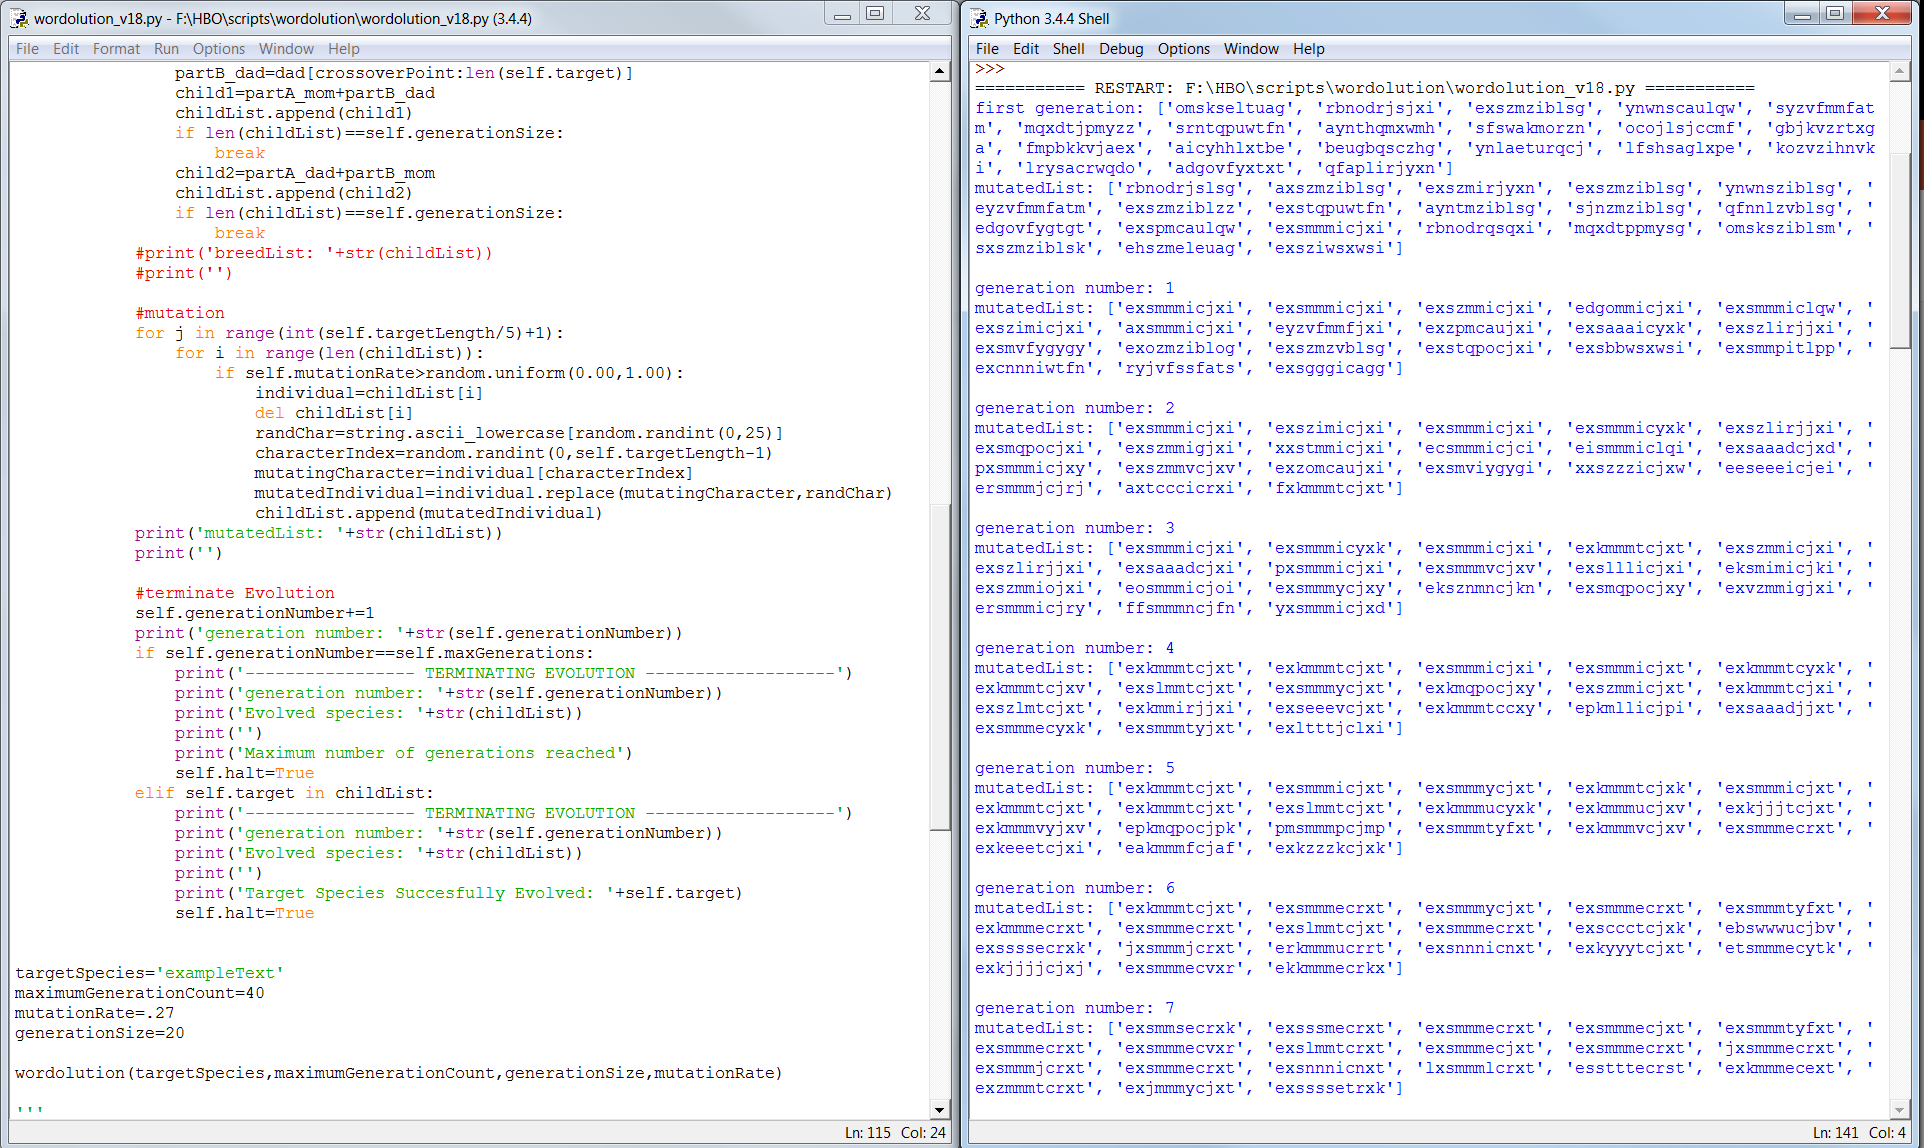 wordolution_v18.py - F:\HBO\scripts\wordolution\wordolution_v18.py (3.4.4)
File Edit Format Run Options Window Help
partB_dad=dad[crossoverPoint:len(self.target)]
child1=partA_mom+partB_dad
childList.append(child1)
if len(childList)==self.generationSize:
break
child2=partA_dad+partB_mom
childList.append(child2)
if len(childList)==self.generationSize:
break
#print('breedList: '+str(childList))
#print('')
#mutation
for j in range(int(self.targetLength/5)+1):
for i in range(len(childList)):
if self.mutationRate>random.uniform(0.00,1.00):
individual=childList[i]
del childList[i]
randChar=string.ascii_lowercase[random.randint(0,25)]
characterIndex=random.randint(0,self.targetLength-1)
mutatingCharacter=individual[characterIndex]
mutatedIndividual=individual.replace(mutatingCharacter,randChar)
childList.append(mutatedIndividual)
print('mutatedList: '+str(childList))
print('')
#terminate Evolution
self.generationNumber+=1
print('generation number: '+str(self.generationNumber))
if self.generationNumber==self.maxGenerations:
print('----------------- TERMINATING EVOLUTION -------------------')
print('generation number: '+str(self.generationNumber))
print('Evolved species: '+str(childList))
print('')
print('Maximum number of generations reached')
self.halt=True
elif self.target in childList:
print('----------------- TERMINATING EVOLUTION -------------------')
print('generation number: '+str(self.generationNumber))
print('Evolved species: '+str(childList))
print('')
print('Target Species Succesfully Evolved: '+self.target)
self.halt=True
targetSpecies='exampleText'
maximumGenerationCount=40
mutationRate=.27
generationSize=20
wordolution(targetSpecies,maximumGenerationCount,generationSize,mutationRate)
'''
Ln: 115 Col: 24
Python 3.4.4 Shell
File Edit Shell Debug Options Window Help
>>>
=========== RESTART: F:\HBO\scripts\wordolution\wordolution_v18.py ===========
first generation: ['omskseltuag', 'rbnodrjsjxi', 'exszmziblsg', 'ynwnscaulqw', 'syzvfmmfat
m', 'mqxdtjpmyzz', 'srntqpuwtfn', 'aynthqmxwmh', 'sfswakmorzn', 'ocojlsjccmf', 'gbjkvzrtxg
a', 'fmpbkkvjaex', 'aicyhhlxtbe', 'beugbqsczhg', 'ynlaeturqcj', 'lfshsaglxpe', 'kozvzihnvk
i', 'lrysacrwqdo', 'adgovfyxtxt', 'qfaplirjyxn']
mutatedList: ['rbnodrjslsg', 'axszmziblsg', 'exszmirjyxn', 'exszmziblsg', 'ynwnsziblsg', '
eyzvfmmfatm', 'exszmziblzz', 'exstqpuwtfn', 'ayntmziblsg', 'sjnzmziblsg', 'qfnnlzvblsg', '
edgovfygtgt', 'exspmcaulqw', 'exsmmmicjxi', 'rbnodrqsqxi', 'mqxdtppmysg', 'omsksziblsm', '
sxszmziblsk', 'ehszmeleuag', 'exsziwsxwsi']
generation number: 1
mutatedList: ['exsmmmicjxi', 'exsmmmicjxi', 'exszmmicjxi', 'edgommicjxi', 'exsmmmiclqw', '
exszimicjxi', 'axsmmmicjxi', 'eyzvfmmfjxi', 'exzpmcaujxi', 'exsaaaicyxk', 'exszlirjjxi', '
exsmvfygygy', 'exozmziblog', 'exszmzvblsg', 'exstqpocjxi', 'exsbbwsxwsi', 'exsmmpitlpp', '
excnnniwtfn', 'ryjvfssfats', 'exsgggicagg']
generation number: 2
mutatedList: ['exsmmmicjxi', 'exszimicjxi', 'exsmmmicjxi', 'exsmmmicyxk', 'exszlirjjxi', '
exsmqpocjxi', 'exszmmigjxi', 'xxstmmicjxi', 'ecsmmmicjci', 'eismmmiclqi', 'exsaaadcjxd', '
pxsmmmicjxy', 'exszmmvcjxv', 'exzomcaujxi', 'exsmviygygi', 'xxszzzicjxw', 'eeseeeicjei', '
ersmmmjcjrj', 'axtcccicrxi', 'fxkmmmtcjxt']
generation number: 3
mutatedList: ['exsmmmicjxi', 'exsmmmicyxk', 'exsmmmicjxi', 'exkmmmtcjxt', 'exszmmicjxi', '
exszlirjjxi', 'exsaaadcjxi', 'pxsmmmicjxi', 'exsmmmvcjxv', 'exslllicjxi', 'eksmimicjki', '
exszmmiojxi', 'eosmmmicjoi', 'exsmmmycjxy', 'eksznmncjkn', 'exsmqpocjxy', 'exvzmmigjxi', '
ersmmmicjry', 'ffsmmmncjfn', 'yxsmmmicjxd']
generation number: 4
mutatedList: ['exkmmmtcjxt', 'exkmmmtcjxt', 'exsmmmicjxi', 'exsmmmicjxt', 'exkmmmtcyxk', '
exkmmmtcjxv', 'exslmmtcjxt', 'exsmmmycjxt', 'exkmqpocjxy', 'exszmmicjxt', 'exkmmmtcjxi', '
exszlmtcjxt', 'exkmmirjjxi', 'exseeevcjxt', 'exkmmmtccxy', 'epkmllicjpi', 'exsaaadjjxt', '
exsmmmecyxk', 'exsmmmtyjxt', 'exlttttjclxi']
generation number: 5
mutatedList: ['exkmmmtcjxt', 'exsmmmicjxt', 'exsmmmycjxt', 'exkmmmtcjxk', 'exsmmmicjxt', '
exkmmmtcjxt', 'exkmmmtcjxt', 'exslmmtcjxt', 'exkmmmucyxk', 'exkmmmucjxv', 'exkjjjtcjxt', '
exkmmmvyjxv', 'epkmqpocjpk', 'pmsmmmpcjmp', 'exsmmmtyfxt', 'exkmmmvcjxv', 'exsmmmecrxt', '
exkeeetcjxi', 'eakmmmfcjaf', 'exkzzzkcjxk']
generation number: 6
mutatedList: ['exkmmmtcjxt', 'exsmmmecrxt', 'exsmmmycjxt', 'exsmmmecrxt', 'exsmmmtyfxt', '
exkmmmecrxt', 'exsmmmecrxt', 'exslmmtcjxt', 'exsmmmecrxt', 'exsccctcjxk', 'ebswwwucjbv', '
exssssecrxk', 'jxsmmmjcrxt', 'erkmmmucrrt', 'exsnnnicnxt', 'exkyyytcjxt', 'etsmmmecytk', '
exkjjjjcjxj', 'exsmmmecvxr', 'ekkmmmecrkx']
generation number: 7
mutatedList: ['exsmmsecrxk', 'exsssmecrxt', 'exsmmmecrxt', 'exsmmmecjxt', 'exsmmmtyfxt', '
exsmmmecrxt', 'exsmmmecvxr', 'exslmmtcrxt', 'exsmmmecjxt', 'exsmmmecrxt', 'jxsmmmecrxt', '
exsmmmjcrxt', 'exsmmmecrxt', 'exsnnnicnxt', 'lxsmmmlcrxt', 'esstttecrst', 'exkmmmecext', '
exzmmmtcrxt', 'exjmmmycjxt', 'exssssetrxk']
Ln: 141 Col: 4